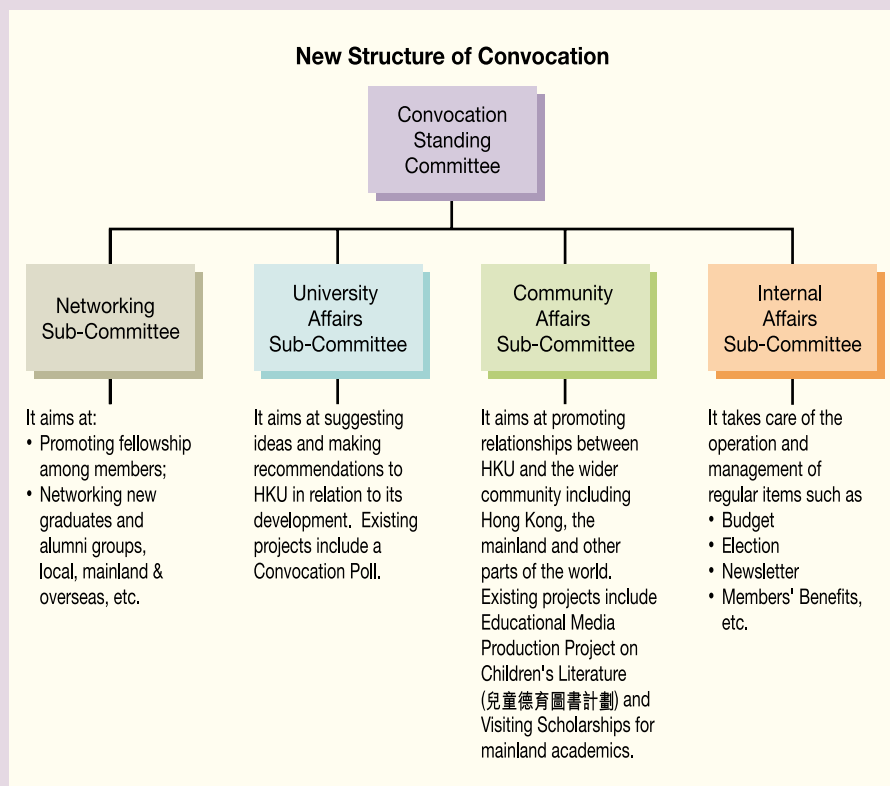 New Structure of Convocation
Convocation
Standing
Committee
Networking
Sub-Committee
University
Affairs
Sub-Committee
Community
Affairs
Sub-Committee
Internal
Affairs
Sub-Committee
It aims at:
• Promoting fellowship
among members;
• Networking new
graduates and
alumni groups,
local, mainland &
overseas, etc.
It aims at suggesting
ideas and making
recommendations to
HKU in relation to its
development. Existing
projects include a
Convocation Poll.
It aims at promoting
relationships between
HKU and the wider
community including
Hong Kong, the
mainland and other
parts of the world.
Existing projects include
Educational Media
Production Project on
Children's Literature
(兒童德育圖書計劃) and
Visiting Scholarships for
mainland academics.
It takes care of the
operation and
management of
regular items such as
• Budget
• Election
• Newsletter
• Members' Benefits,
etc.